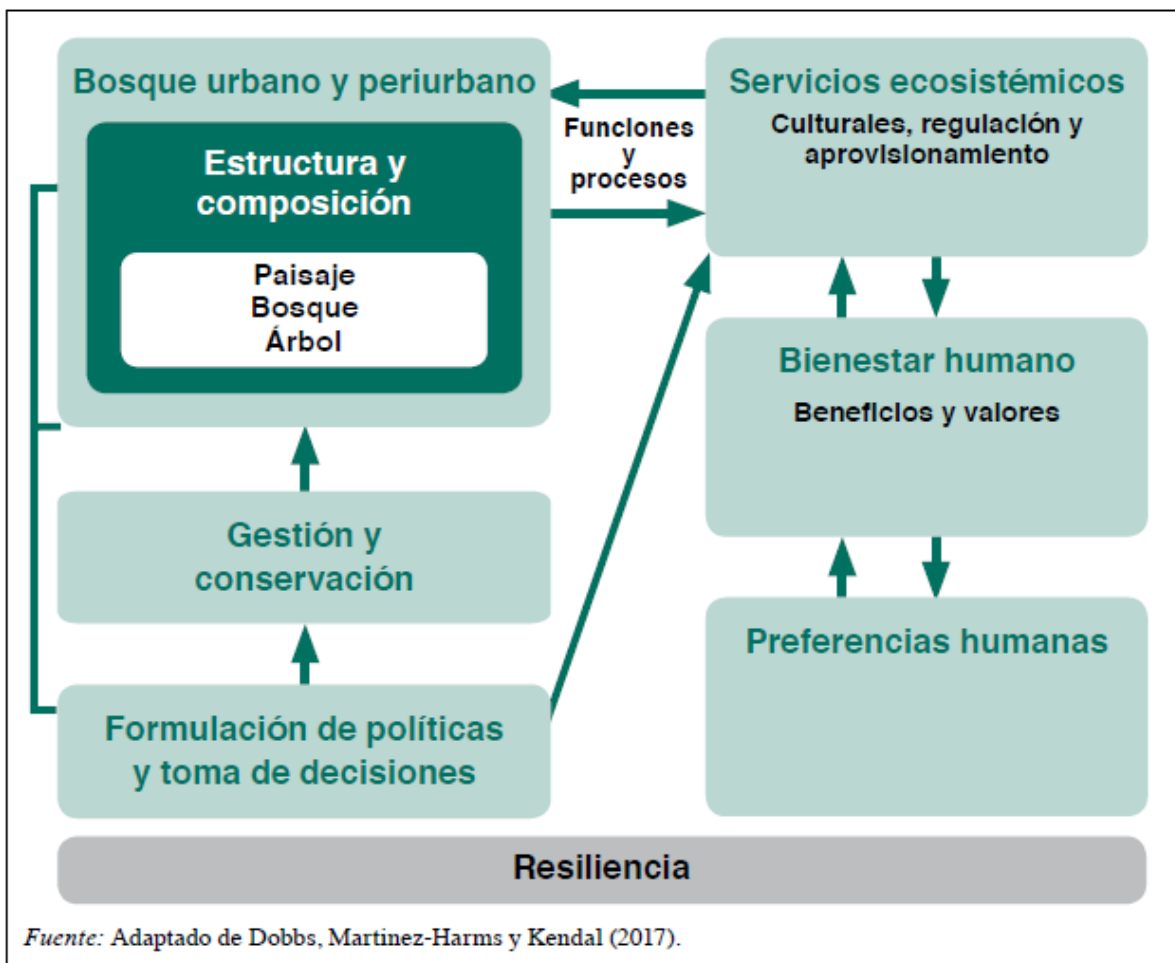 Bosque urbano y periurbano
Estructura y
composición
Paisaje
Bosque
Árbol
Funciones
y
procesos
Servicios ecosistémicos
Culturales, regulación y
aprovisionamiento
Bienestar humano
Beneficios y valores
Gestión y
conservación
Preferencias humanas
Formulación de políticas
y toma de decisiones
Resiliencia
Fuente: Adaptado de Dobbs, Martinez-Harms y Kendal (2017).